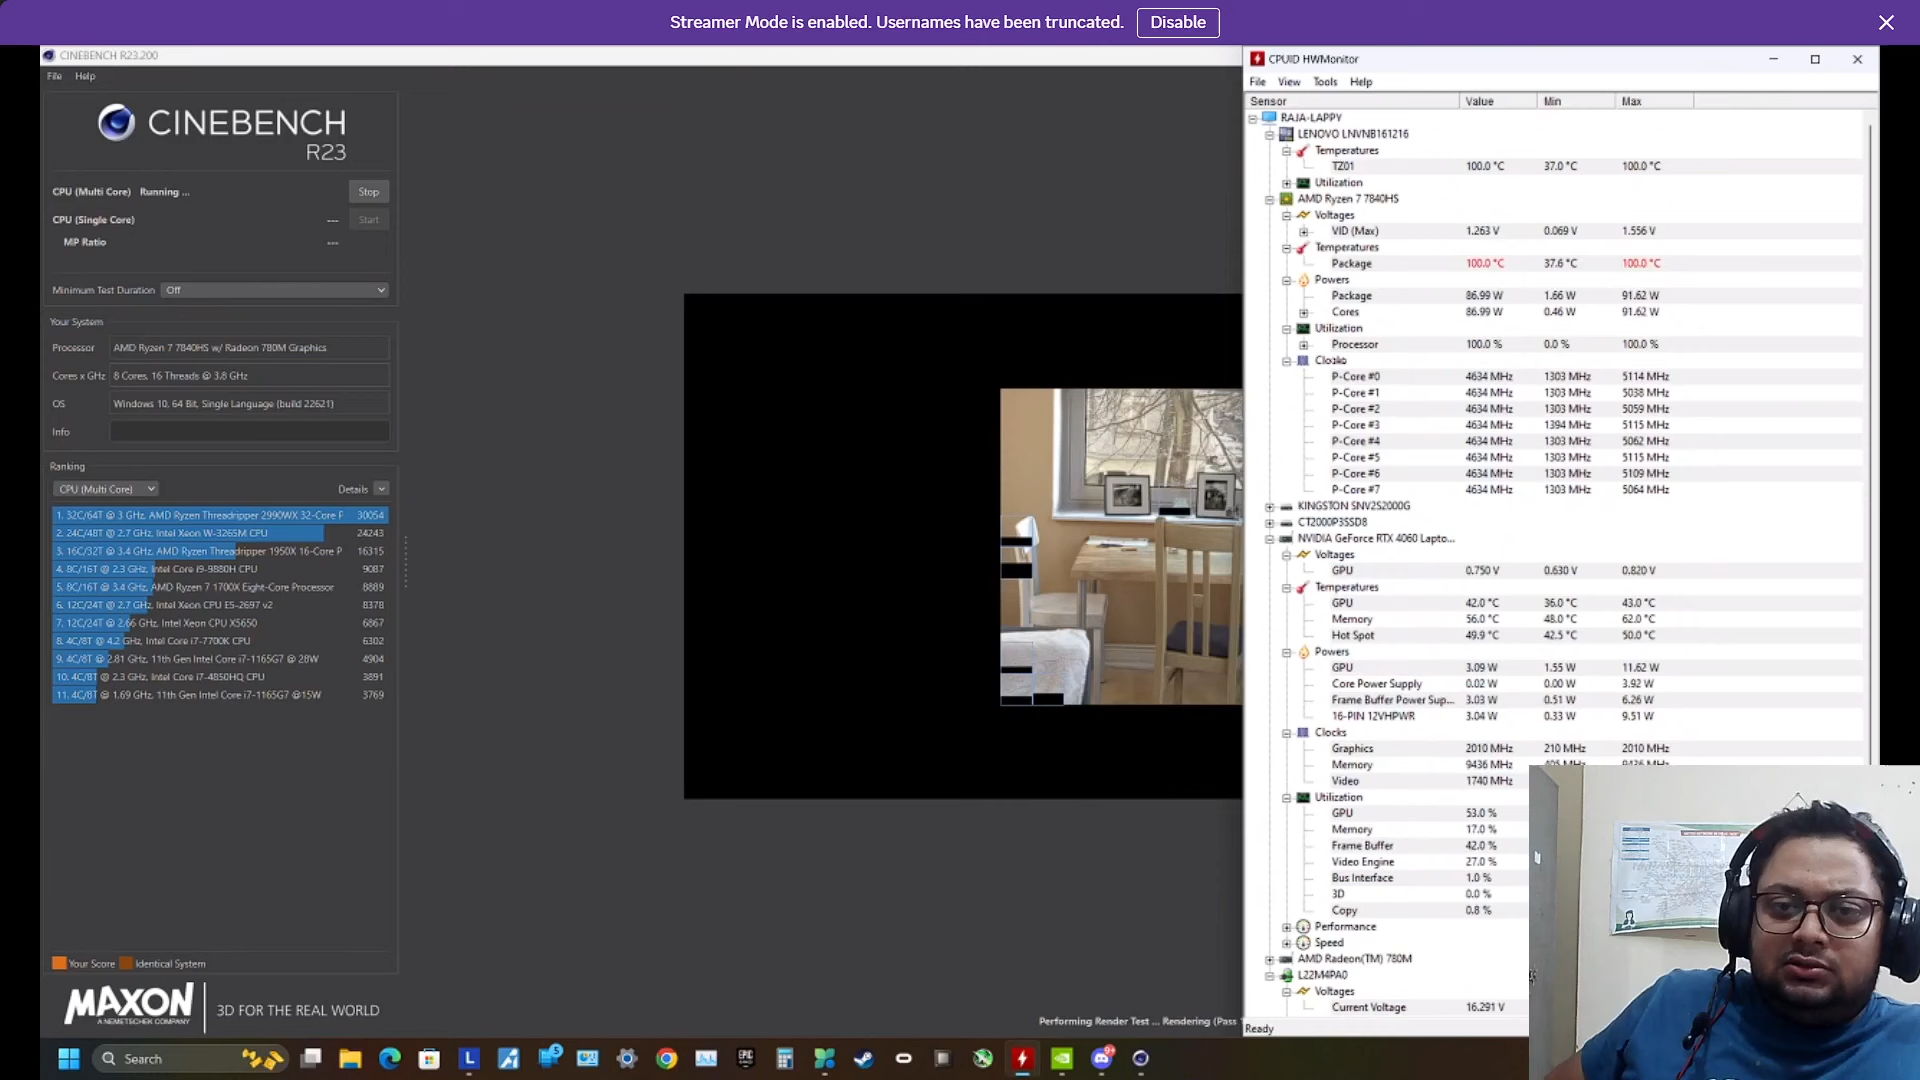 Streamer Mode is enabled. Usernames have been truncated. Disable
CINEBENCH R23.200
File Help
CINEBENCH
R23
CPU (Multi Core) Running ... Stop
CPU (Single Core) --- Start
MP Ratio ---
Minimum Test Duration Off
Your System
Processor AMD Ryzen 7 7840HS w/ Radeon 780M Graphics
Cores x GHz 8 Cores, 16 Threads @ 3.8 GHz
OS Windows 10, 64 Bit, Single Language (build 22621)
Info
Ranking
CPU (Multi Core) Details
1. 32C/64T @ 3 GHz, AMD Ryzen Threadripper 2990WX 32-Core P 30054
2. 24C/48T @ 2.7 GHz, Intel Xeon W-3265M CPU 24243
3. 16C/32T @ 3.4 GHz, AMD Ryzen Threadripper 1950X 16-Core P 16315
4. 8C/16T @ 2.3 GHz, Intel Core i9-9880H CPU 9087
5. 8C/16T @ 3.4 GHz, AMD Ryzen 7 1700X Eight-Core Processor 8889
6. 12C/24T @ 2.7 GHz, Intel Xeon CPU E5-2697 v2 8378
7. 12C/24T @ 2.66 GHz, Intel Xeon CPU X5650 6867
8. 4C/8T @ 4.2 GHz, Intel Core i7-7700K CPU 6302
9. 4C/8T @ 2.81 GHz, 11th Gen Intel Core i7-1165G7 @ 28W 4904
10. 4C/8T @ 2.3 GHz, Intel Core i7-4850HQ CPU 3891
11. 4C/8T @ 1.69 GHz, 11th Gen Intel Core i7-1165G7 @15W 3769
Your Score Identical System
MAXON
A NEMETSCHEK COMPANY
3D FOR THE REAL WORLD
Performing Render Test ... Rendering (Pass
CPUID HWMonitor
File View Tools Help
Sensor Value Min Max
RAJA-LAPPY
LENOVO LNVNB161216
Temperatures
TZ01 100.0 °C 37.0 °C 100.0 °C
Utilization
AMD Ryzen 7 7840HS
Voltages
VID (Max) 1.263 V 0.069 V 1.556 V
Temperatures
Package 100.0 °C 37.6 °C 100.0 °C
Powers
Package 86.99 W 1.66 W 91.62 W
Cores 86.99 W 0.46 W 91.62 W
Utilization
Processor 100.0 % 0.0 % 100.0 %
Clocks
P-Core #0 4634 MHz 1303 MHz 5114 MHz
P-Core #1 4634 MHz 1303 MHz 5038 MHz
P-Core #2 4634 MHz 1303 MHz 5059 MHz
P-Core #3 4634 MHz 1394 MHz 5115 MHz
P-Core #4 4634 MHz 1303 MHz 5062 MHz
P-Core #5 4634 MHz 1303 MHz 5115 MHz
P-Core #6 4634 MHz 1303 MHz 5109 MHz
P-Core #7 4634 MHz 1303 MHz 5064 MHz
KINGSTON SNV2S2000G
CT2000P3SSD8
NVIDIA GeForce RTX 4060 Lapto...
Voltages
GPU 0.750 V 0.630 V 0.820 V
Temperatures
GPU 42.0 °C 36.0 °C 43.0 °C
Memory 56.0 °C 48.0 °C 62.0 °C
Hot Spot 49.9 °C 42.5 °C 50.0 °C
Powers
GPU 3.09 W 1.55 W 11.62 W
Core Power Supply 0.02 W 0.00 W 3.92 W
Frame Buffer Power Sup... 3.03 W 0.51 W 6.26 W
16-PIN 12VHPWR 3.04 W 0.33 W 9.51 W
Clocks
Graphics 2010 MHz 210 MHz 2010 MHz
Memory 9436 MHz 405 MHz 9436 MHz
Video 1740 MHz
Utilization
GPU 53.0 %
Memory 17.0 %
Frame Buffer 42.0 %
Video Engine 27.0 %
Bus Interface 1.0 %
3D 0.0 %
Copy 0.8 %
Performance
Speed
AMD Radeon(TM) 780M
L22M4PA0
Voltages
Current Voltage 16.291 V
Ready
Search